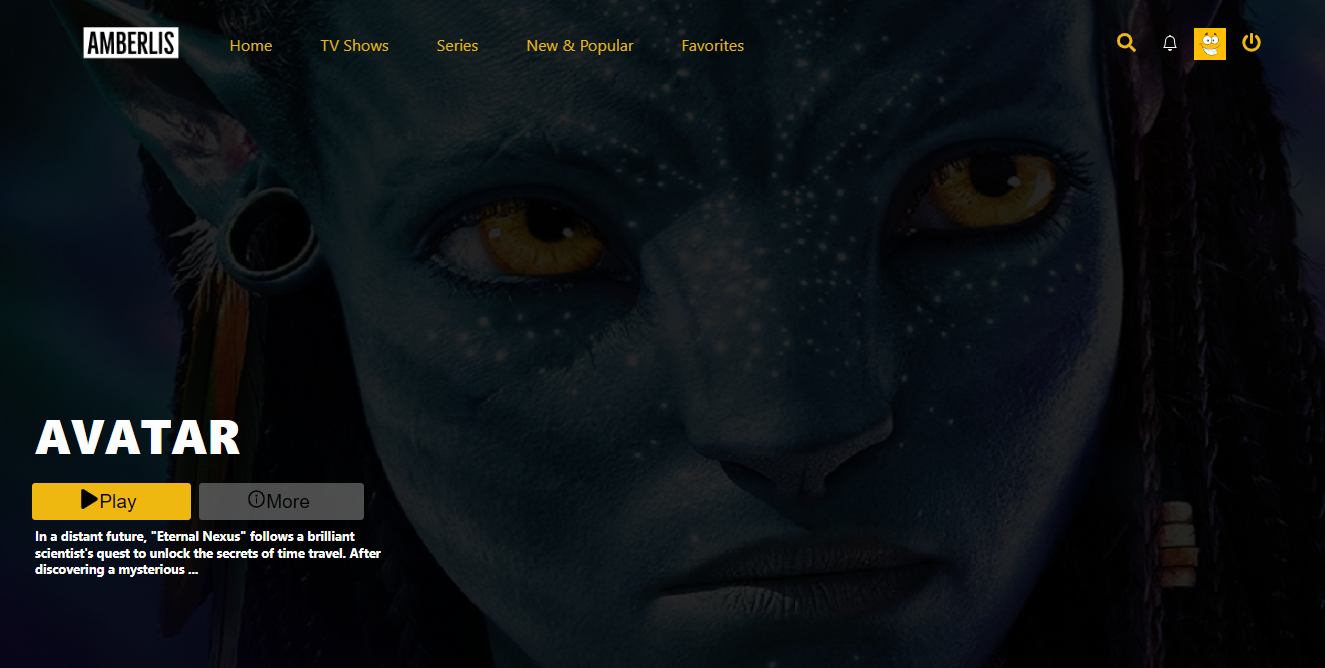 AMBERLIS
Home TV Shows Series New & Popular Favorites
AVATAR
Play More
In a distant future, "Eternal Nexus" follows a brilliant
scientist's quest to unlock the secrets of time travel. After
discovering a mysterious ...